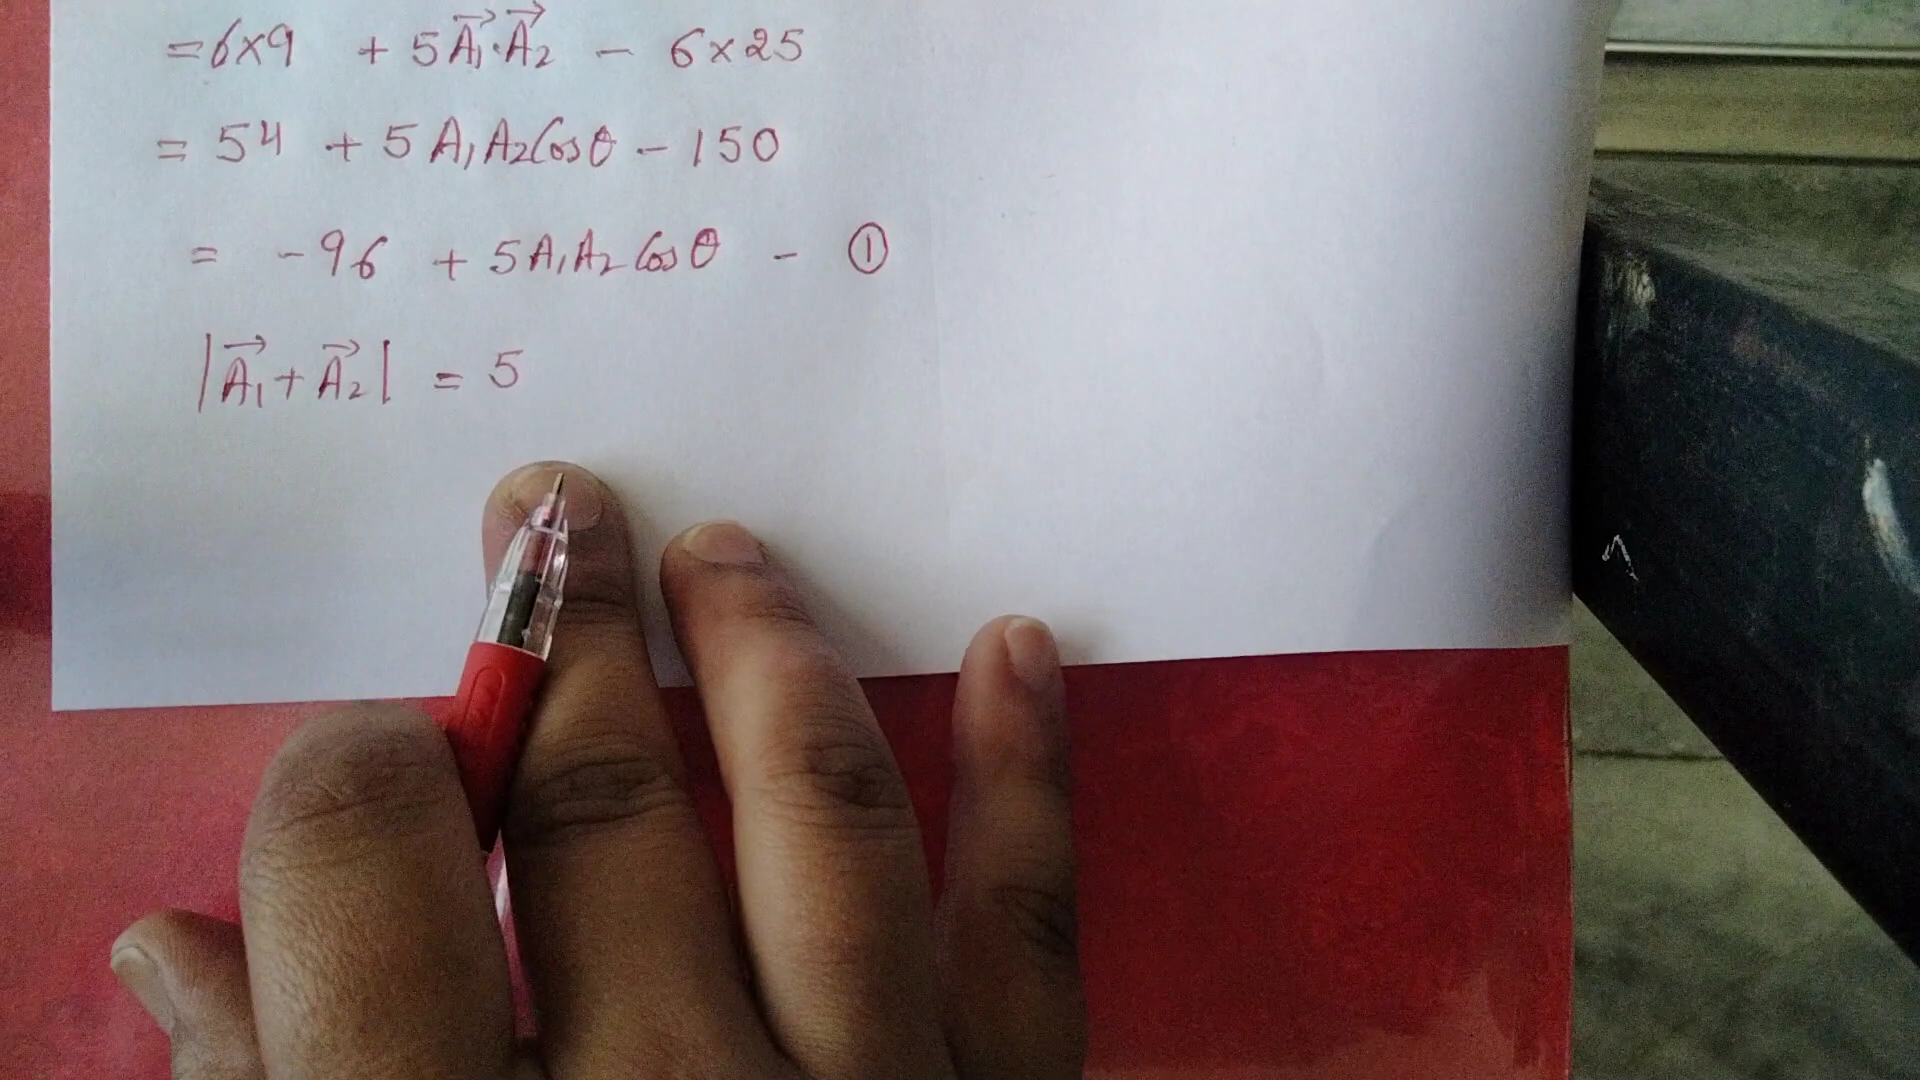 =6×9 + 5A⃗₁·A⃗₂ - 6×25
= 54 + 5A₁A₂Cosθ - 150
= -96 + 5A₁A₂Cosθ - ①
|A⃗₁+A⃗₂| = 5